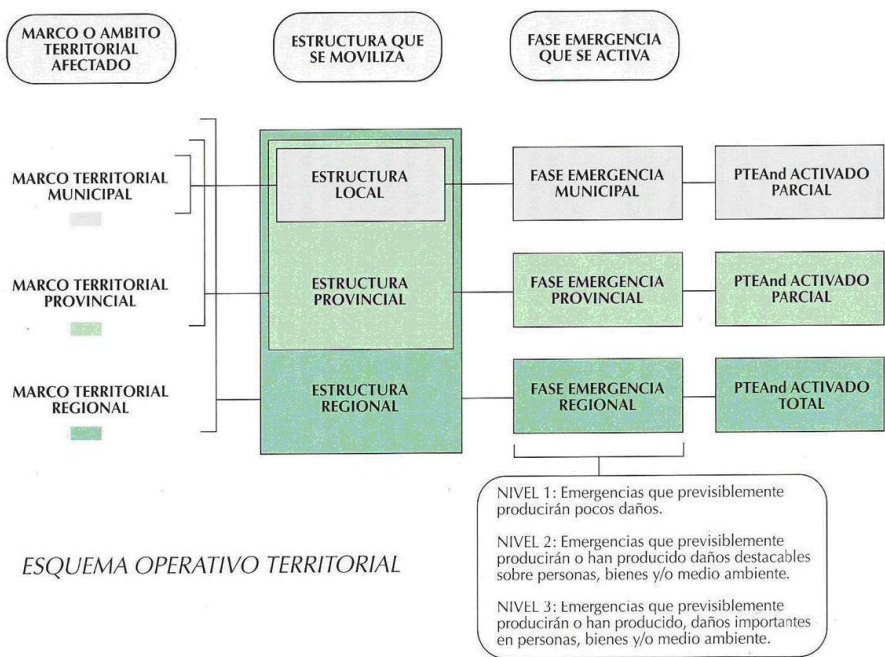 MARCO O AMBITO
TERRITORIAL
AFECTADO
ESTRUCTURA QUE
SE MOVILIZA
FASE EMERGENCIA
QUE SE ACTIVA
MARCO TERRITORIAL
MUNICIPAL
ESTRUCTURA
LOCAL
FASE EMERGENCIA
MUNICIPAL
PTEAnd ACTIVADO
PARCIAL
MARCO TERRITORIAL
PROVINCIAL
ESTRUCTURA
PROVINCIAL
FASE EMERGENCIA
PROVINCIAL
PTEAnd ACTIVADO
PARCIAL
MARCO TERRITORIAL
REGIONAL
ESTRUCTURA
REGIONAL
FASE EMERGENCIA
REGIONAL
PTEAnd ACTIVADO
TOTAL
NIVEL 1: Emergencias que previsiblemente
producirán pocos daños.
NIVEL 2: Emergencias que previsiblemente
producirán o han producido daños destacables
sobre personas, bienes y/o medio ambiente.
NIVEL 3: Emergencias que previsiblemente
producirán o han producido, daños importantes
en personas, bienes y/o medio ambiente.
ESQUEMA OPERATIVO TERRITORIAL